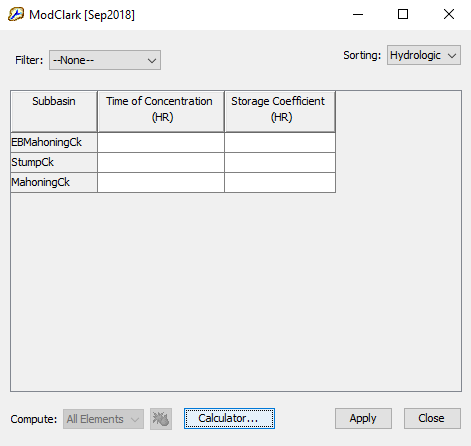 ModClark [Sep2018]
Filter: --None-- Sorting: Hydrologic
Subbasin Time of Concentration (HR) Storage Coefficient (HR)
EBMahoningCk
StumpCk
MahoningCk
Compute: All Elements Calculator... Apply Close